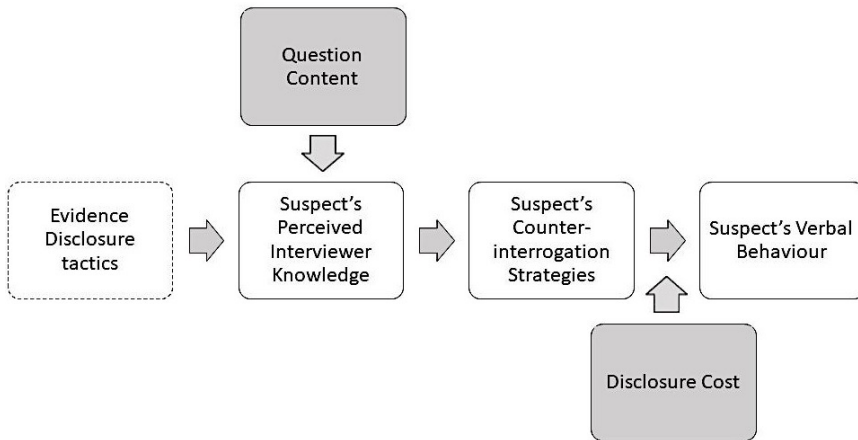 Question
Content
Evidence
Disclosure
tactics
Suspect's
Perceived
Interviewer
Knowledge
Suspect's
Counter-
interrogation
Strategies
Suspect's Verbal
Behaviour
Disclosure Cost